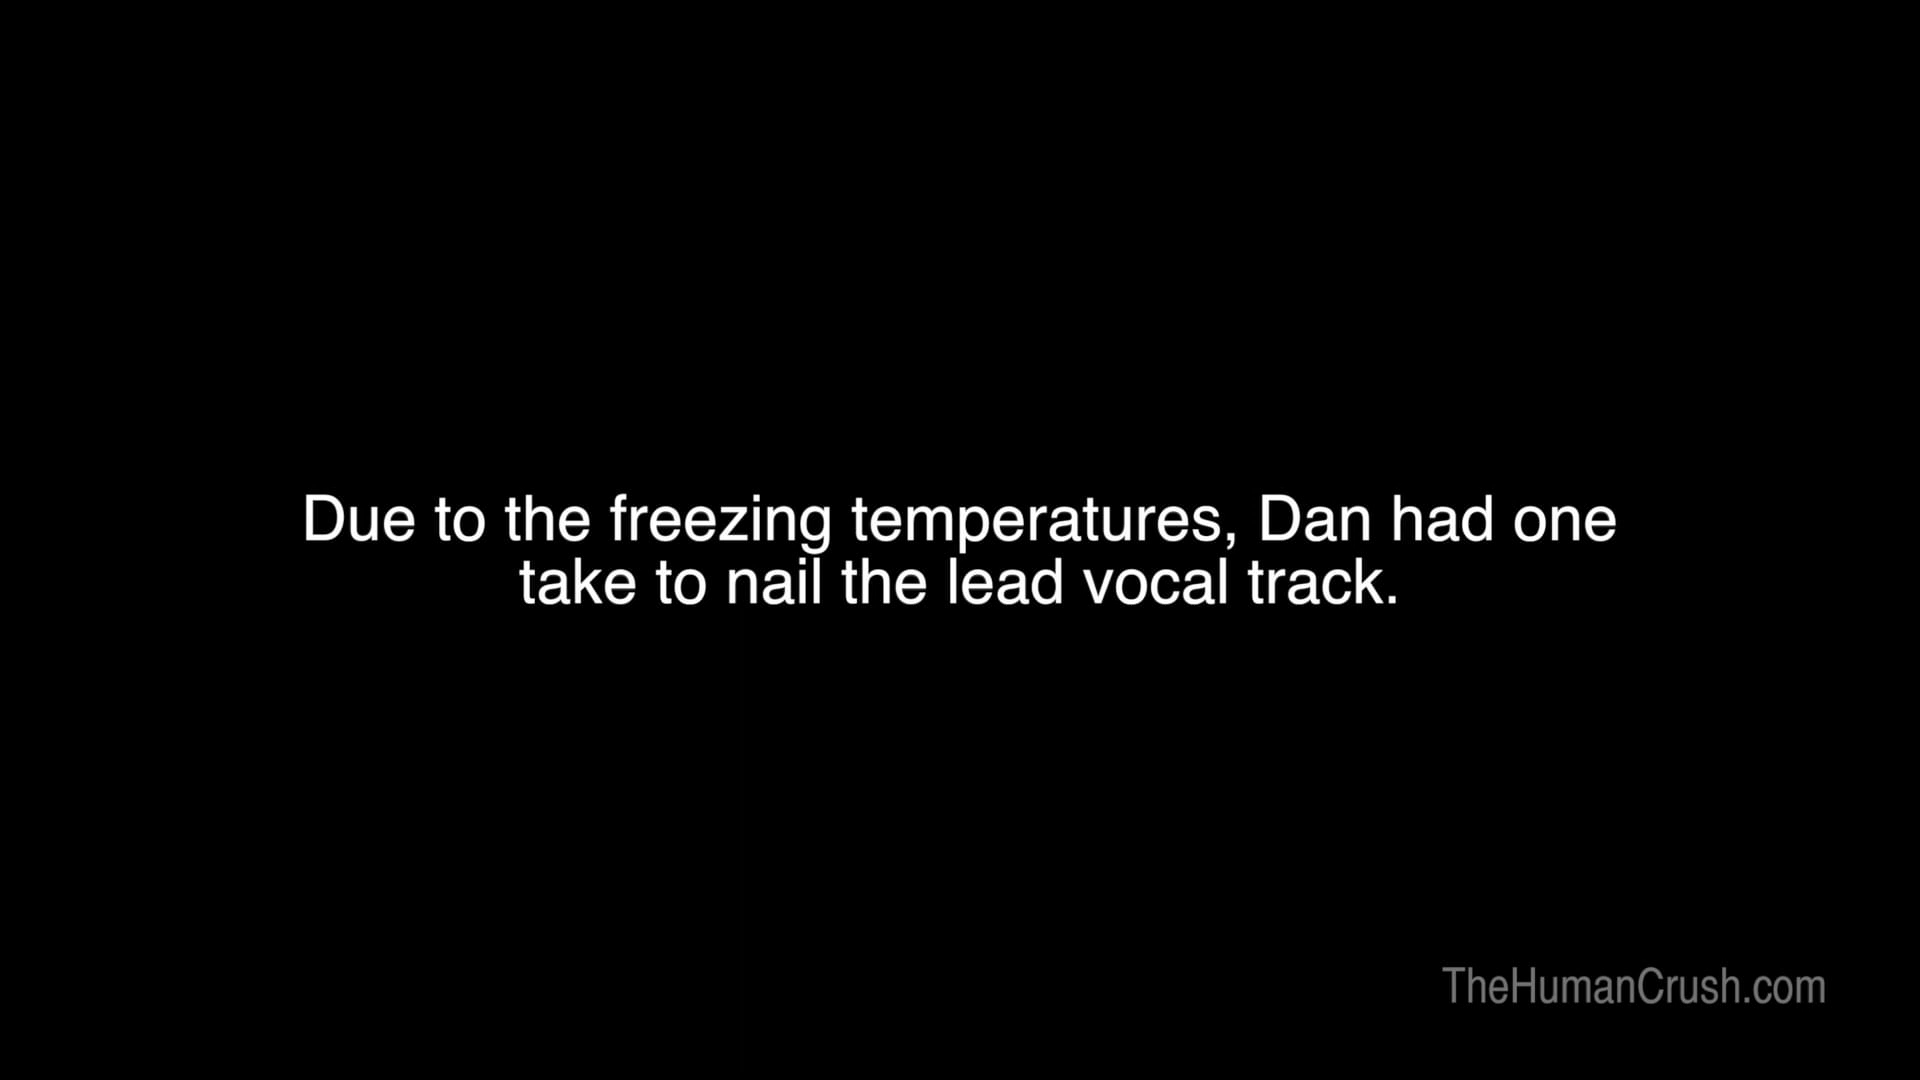 Due to the freezing temperatures, Dan had one
take to nail the lead vocal track.
TheHumanCrush.com